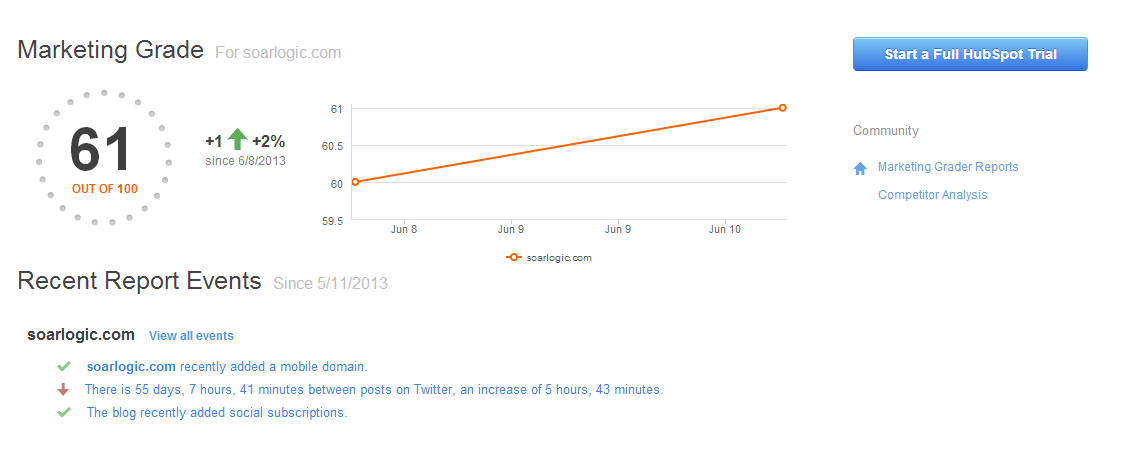 Marketing Grade For soarlogic.com
Start a Full HubSpot Trial
61
OUT OF 100
+1 +2%
since 6/8/2013
61
60.5
60
59.5
Jun 8 Jun 9 Jun 9 Jun 10
soarlogic.com
Community
Marketing Grader Reports
Competitor Analysis
Recent Report Events Since 5/11/2013
soarlogic.com View all events
soarlogic.com recently added a mobile domain.
There is 55 days, 7 hours, 41 minutes between posts on Twitter, an increase of 5 hours, 43 minutes.
The blog recently added social subscriptions.